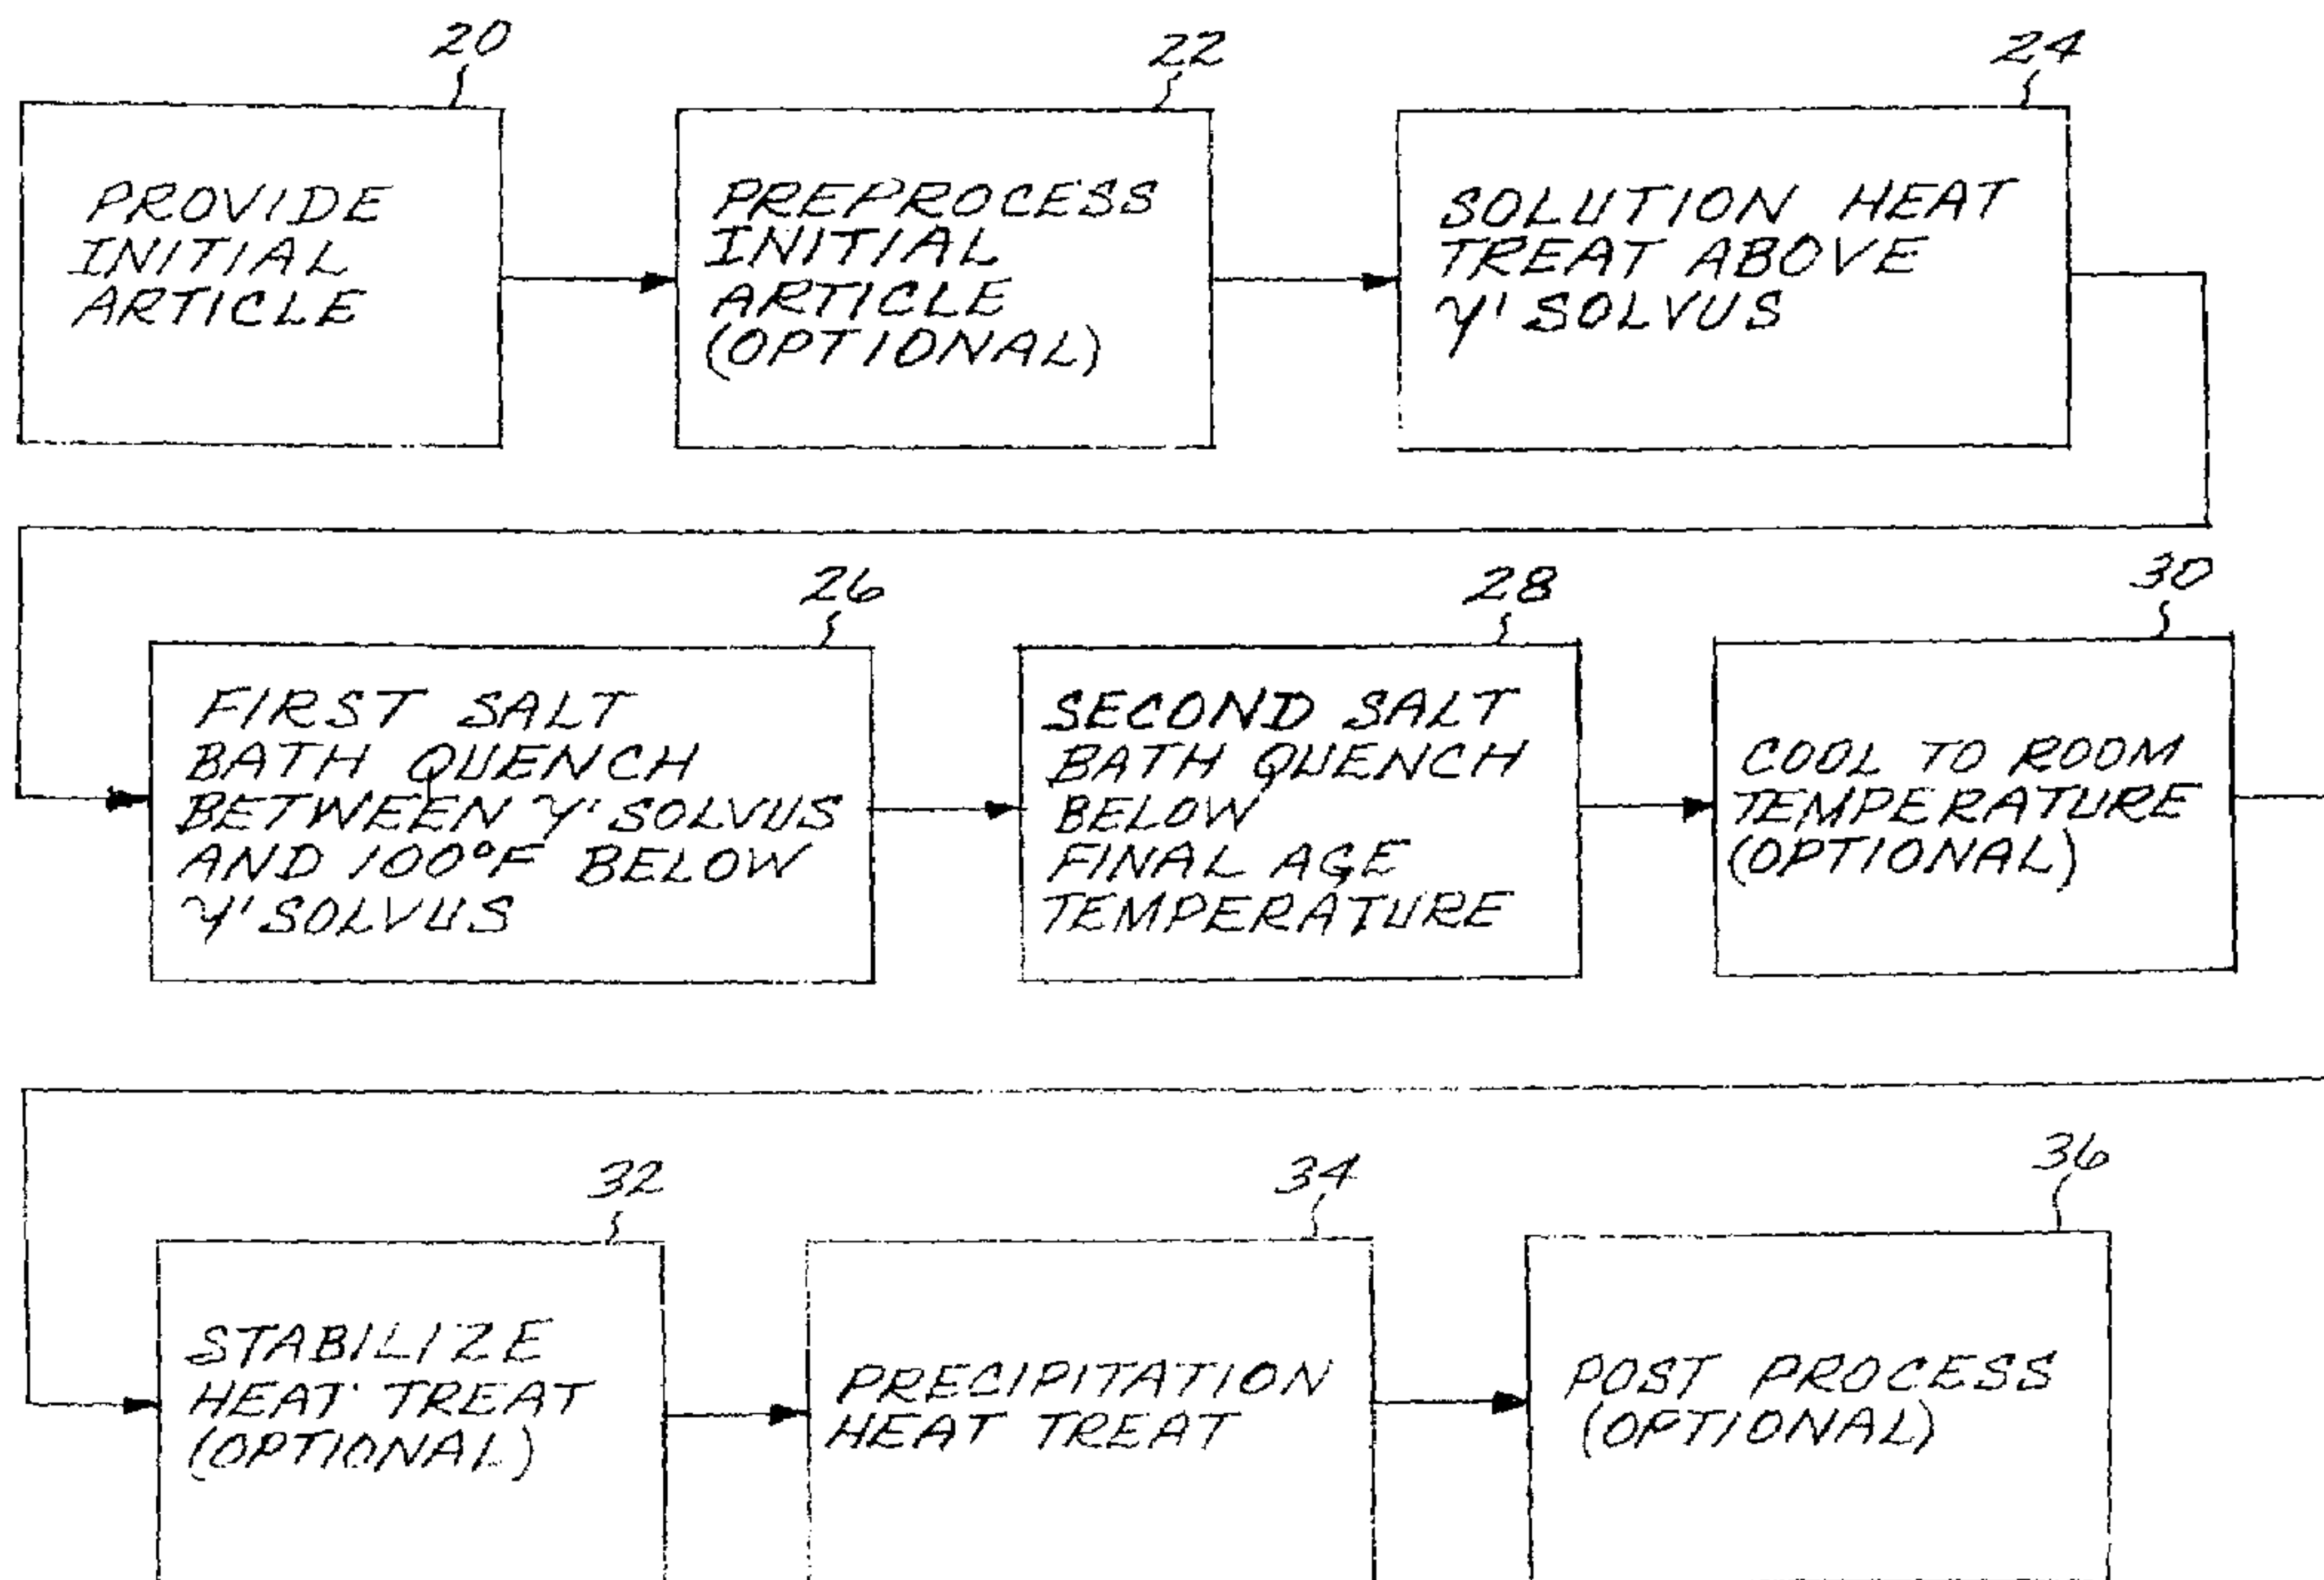 20
PROVIDE
INITIAL
ARTICLE
22
PREPROCESS
INITIAL
ARTICLE
(OPTIONAL)
24
SOLUTION HEAT
TREAT ABOVE
γ' SOLVUS
26
FIRST SALT
BATH QUENCH
BETWEEN γ' SOLVUS
AND 100°F BELOW
γ' SOLVUS
28
SECOND SALT
BATH QUENCH
BELOW
FINAL AGE
TEMPERATURE
30
COOL TO ROOM
TEMPERATURE
(OPTIONAL)
32
STABILIZE
HEAT TREAT
(OPTIONAL)
34
PRECIPITATION
HEAT TREAT
36
POST PROCESS
(OPTIONAL)